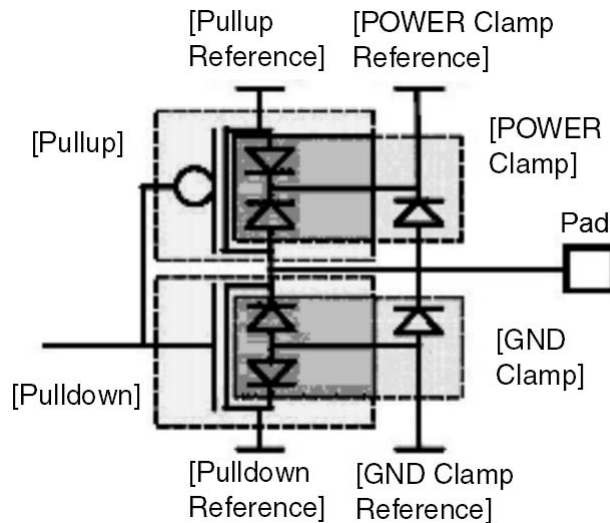 [Pullup
Reference]
[POWER Clamp
Reference]
[Pullup]
[POWER
Clamp]
Pad
[GND
Clamp]
[Pulldown]
[Pulldown
Reference]
[GND Clamp
Reference]